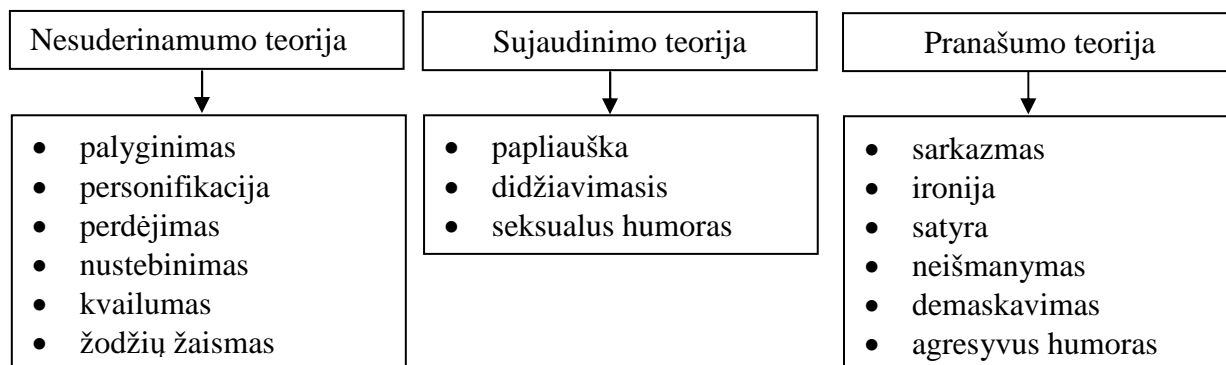 Nesuderinamumo teorija
• palyginimas
• personifikacija
• perdėjimas
• nustebinimas
• kvailumas
• žodžių žaismas
Sujaudinimo teorija
• papliauška
• didžiavimasis
• seksualus humoras
Pranašumo teorija
• sarkazmas
• ironija
• satyra
• neišmanymas
• demaskavimas
• agresyvus humoras